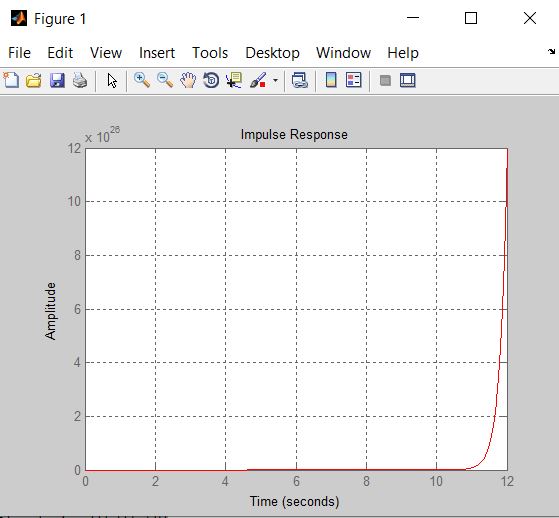 Figure 1
File Edit View Insert Tools Desktop Window Help
x 10^26
Impulse Response
12
10
8
6
4
2
0
Amplitude
0 2 4 6 8 10 12
Time (seconds)